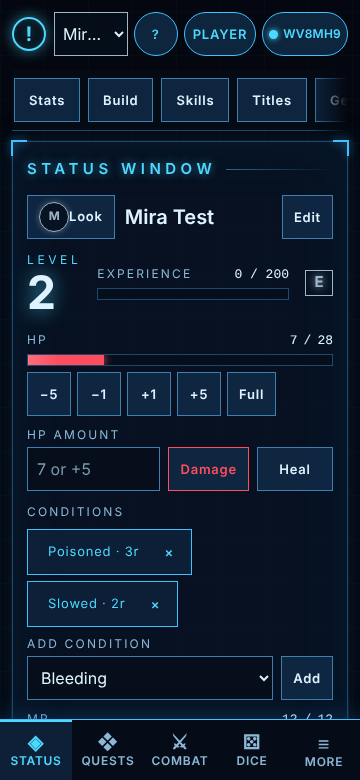 ! Mir... ? PLAYER WV8MH9
Stats Build Skills Titles
STATUS WINDOW
M Look Mira Test Edit
LEVEL
2 EXPERIENCE 0 / 200 E
HP 7 / 28
−5 −1 +1 +5 Full
HP AMOUNT
7 or +5 Damage Heal
CONDITIONS
Poisoned · 3r ×
Slowed · 2r ×
ADD CONDITION
Bleeding Add
MP 12 / 12
STATUS QUESTS COMBAT DICE MORE